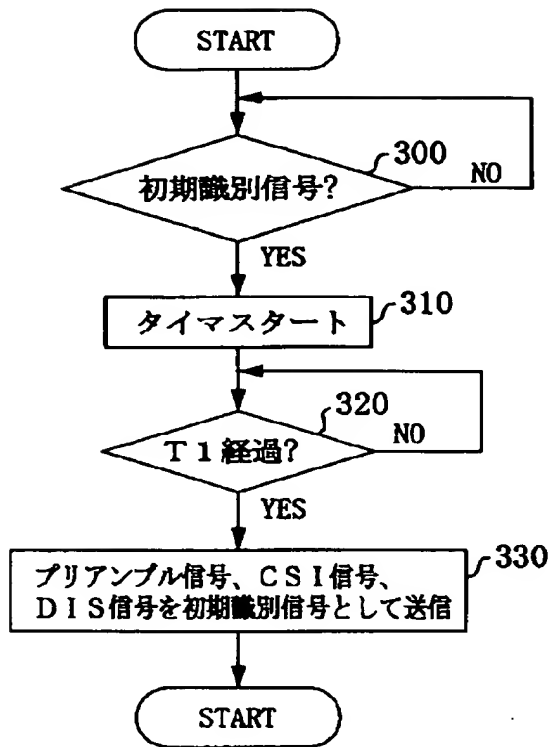 START
300
初期識別信号?
NO
YES
タイマスタート
310
320
T1経過?
NO
YES
プリアンブル信号、CSI信号、
DIS信号を初期識別信号として送信
330
START